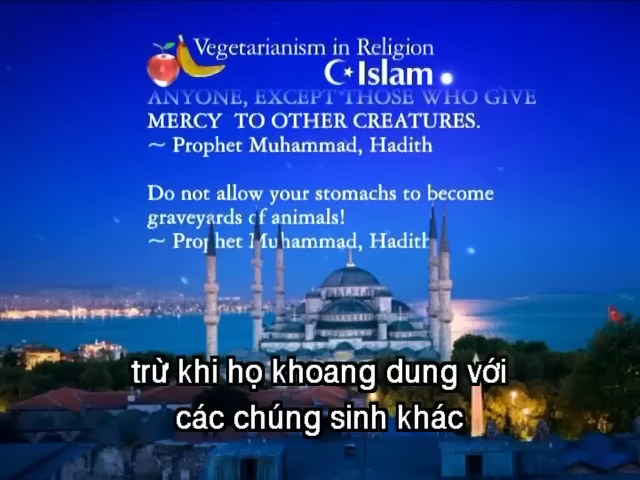 Vegetarianism in Religion
Islam
ANYONE, EXCEPT THOSE WHO GIVE
MERCY TO OTHER CREATURES.
~ Prophet Muhammad, Hadith
Do not allow your stomachs to become
graveyards of animals!
~ Prophet Muhammad, Hadith
trừ khi họ khoang dung với
các chúng sinh khác